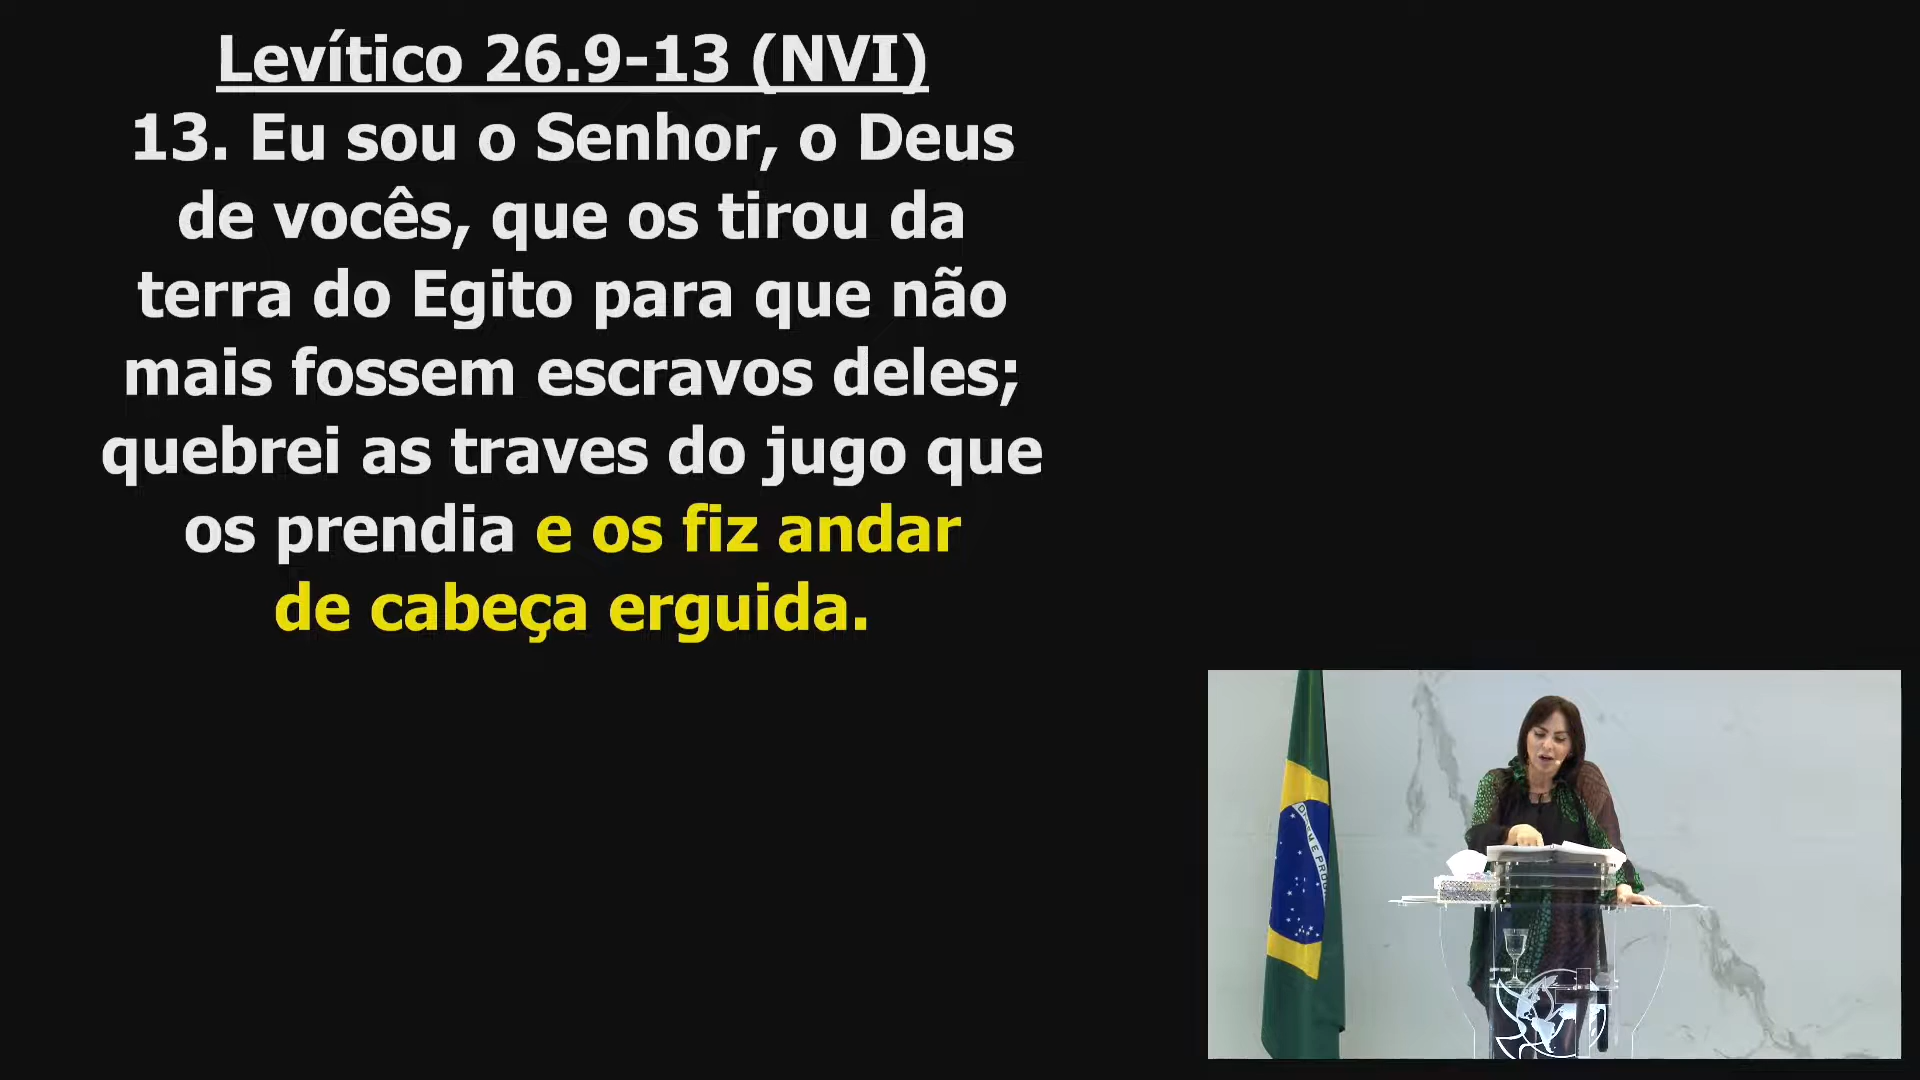 Levítico 26.9-13 (NVI)
13. Eu sou o Senhor, o Deus
de vocês, que os tirou da
terra do Egito para que não
mais fossem escravos deles;
quebrei as traves do jugo que
os prendia e os fiz andar
de cabeça erguida.